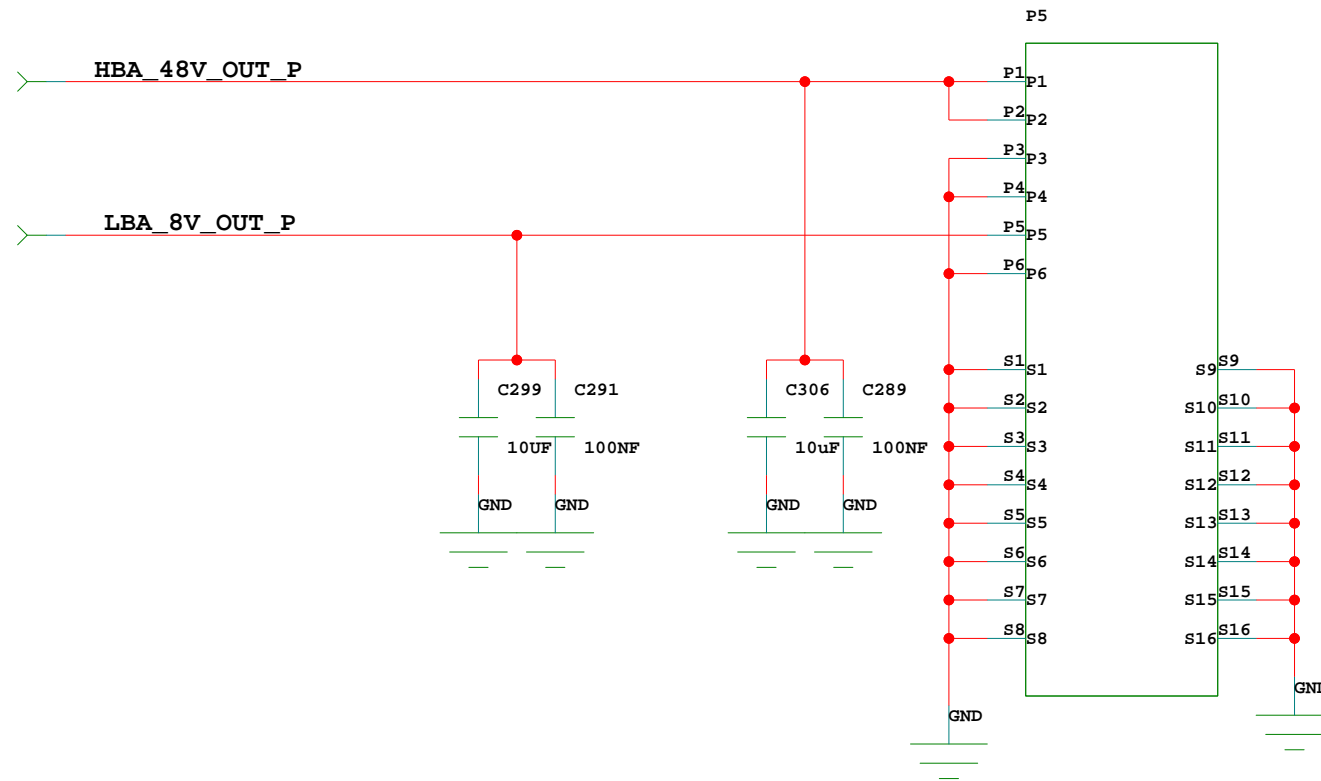 P5
HBA_48V_OUT_P
P1
P1
P2
P2
P3
P3
P4
P4
LBA_8V_OUT_P
P5
P5
P6
P6
S1
S1
S9
S9
C299
C291
C306
C289
S2
S2
S10
S10
10UF
100NF
10uF
100NF
S3
S3
S11
S11
S4
S4
S12
S12
GND
GND
GND
GND
S5
S5
S13
S13
S6
S6
S14
S14
S7
S7
S15
S15
S8
S8
S16
S16
GND
GND